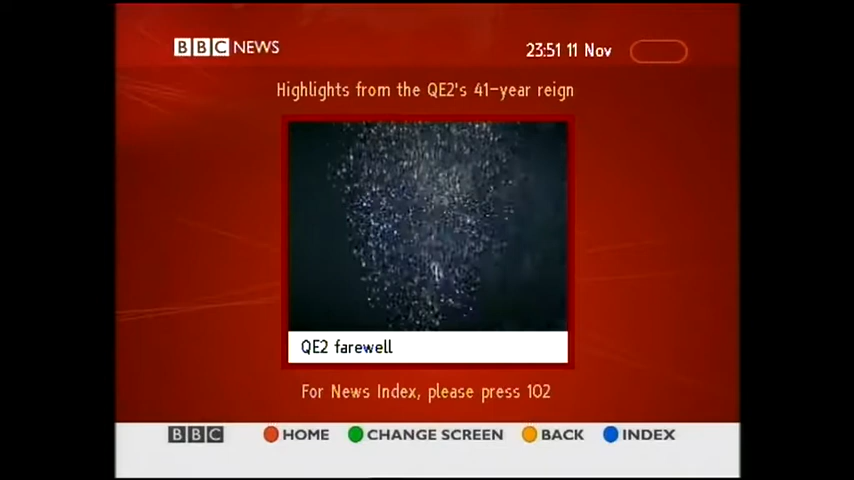 BBC NEWS
23:51 11 Nov
Highlights from the QE2's 41-year reign
QE2 farewell
For News Index, please press 102
BBC HOME CHANGE SCREEN BACK INDEX